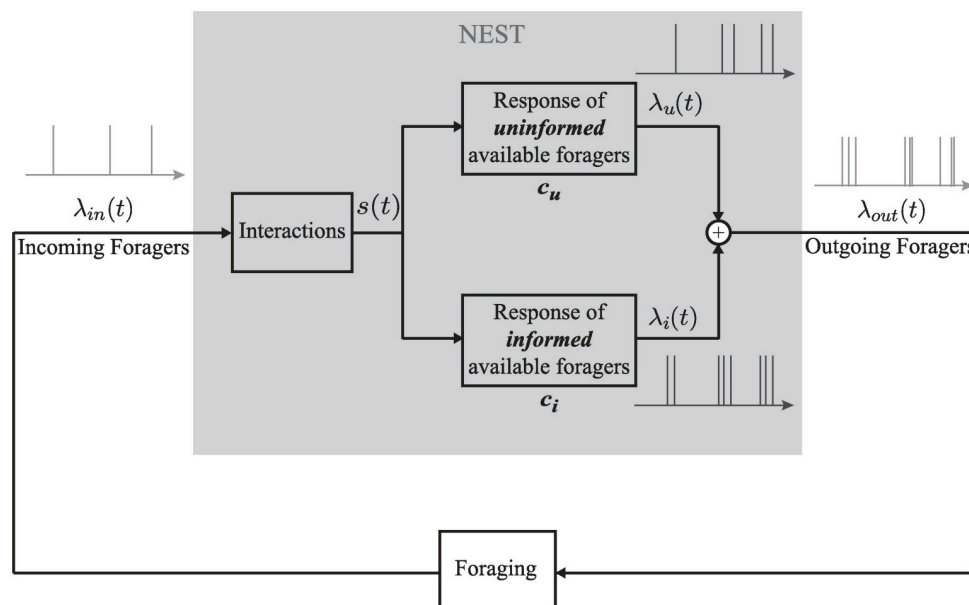 NEST
Response of
uninformed
available foragers
c_u
λ_u(t)
λ_in(t)
Incoming Foragers
Interactions
s(t)
+
λ_out(t)
Outgoing Foragers
Response of
informed
available foragers
c_i
λ_i(t)
Foraging